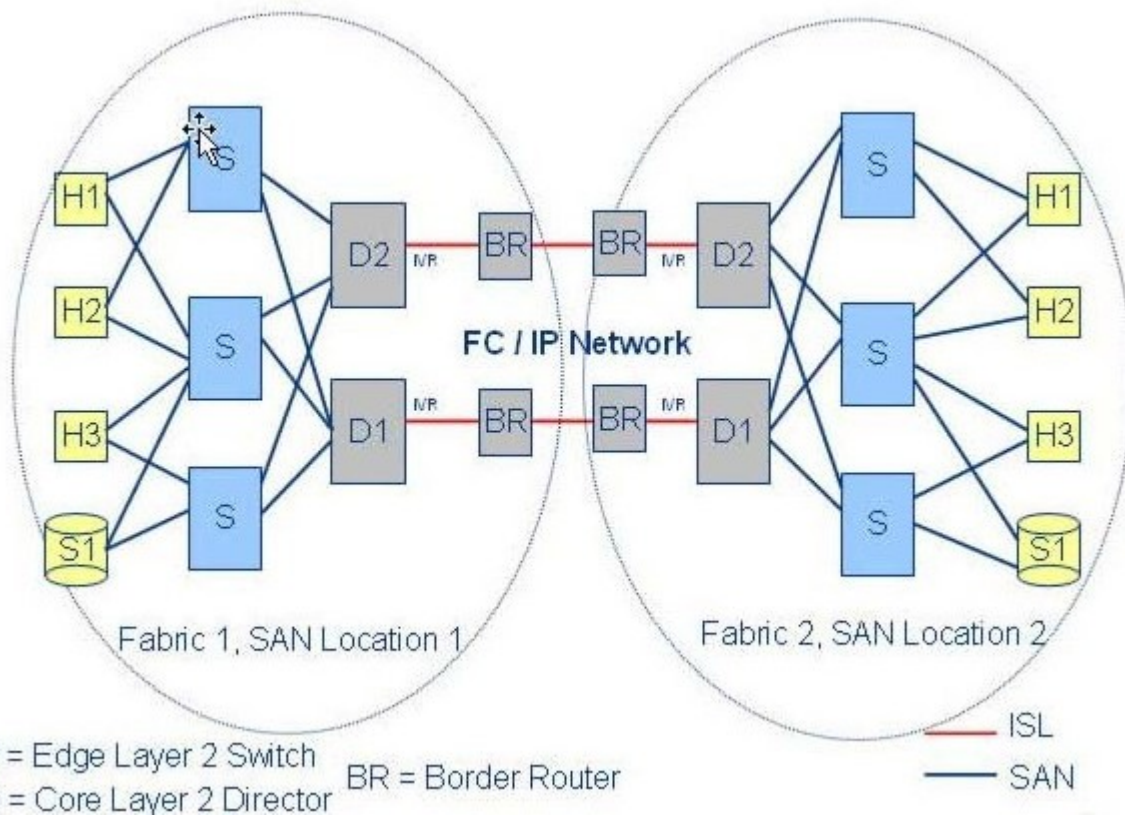 S
S
H1
H1
D2
IVR
BR
BR
IVR
D2
H2
H2
S
FC / IP Network
S
H3
D1
IVR
BR
BR
IVR
D1
H3
S
S
S1
S1
Fabric 1, SAN Location 1
Fabric 2, SAN Location 2
ISL
= Edge Layer 2 Switch
BR = Border Router
SAN
= Core Layer 2 Director